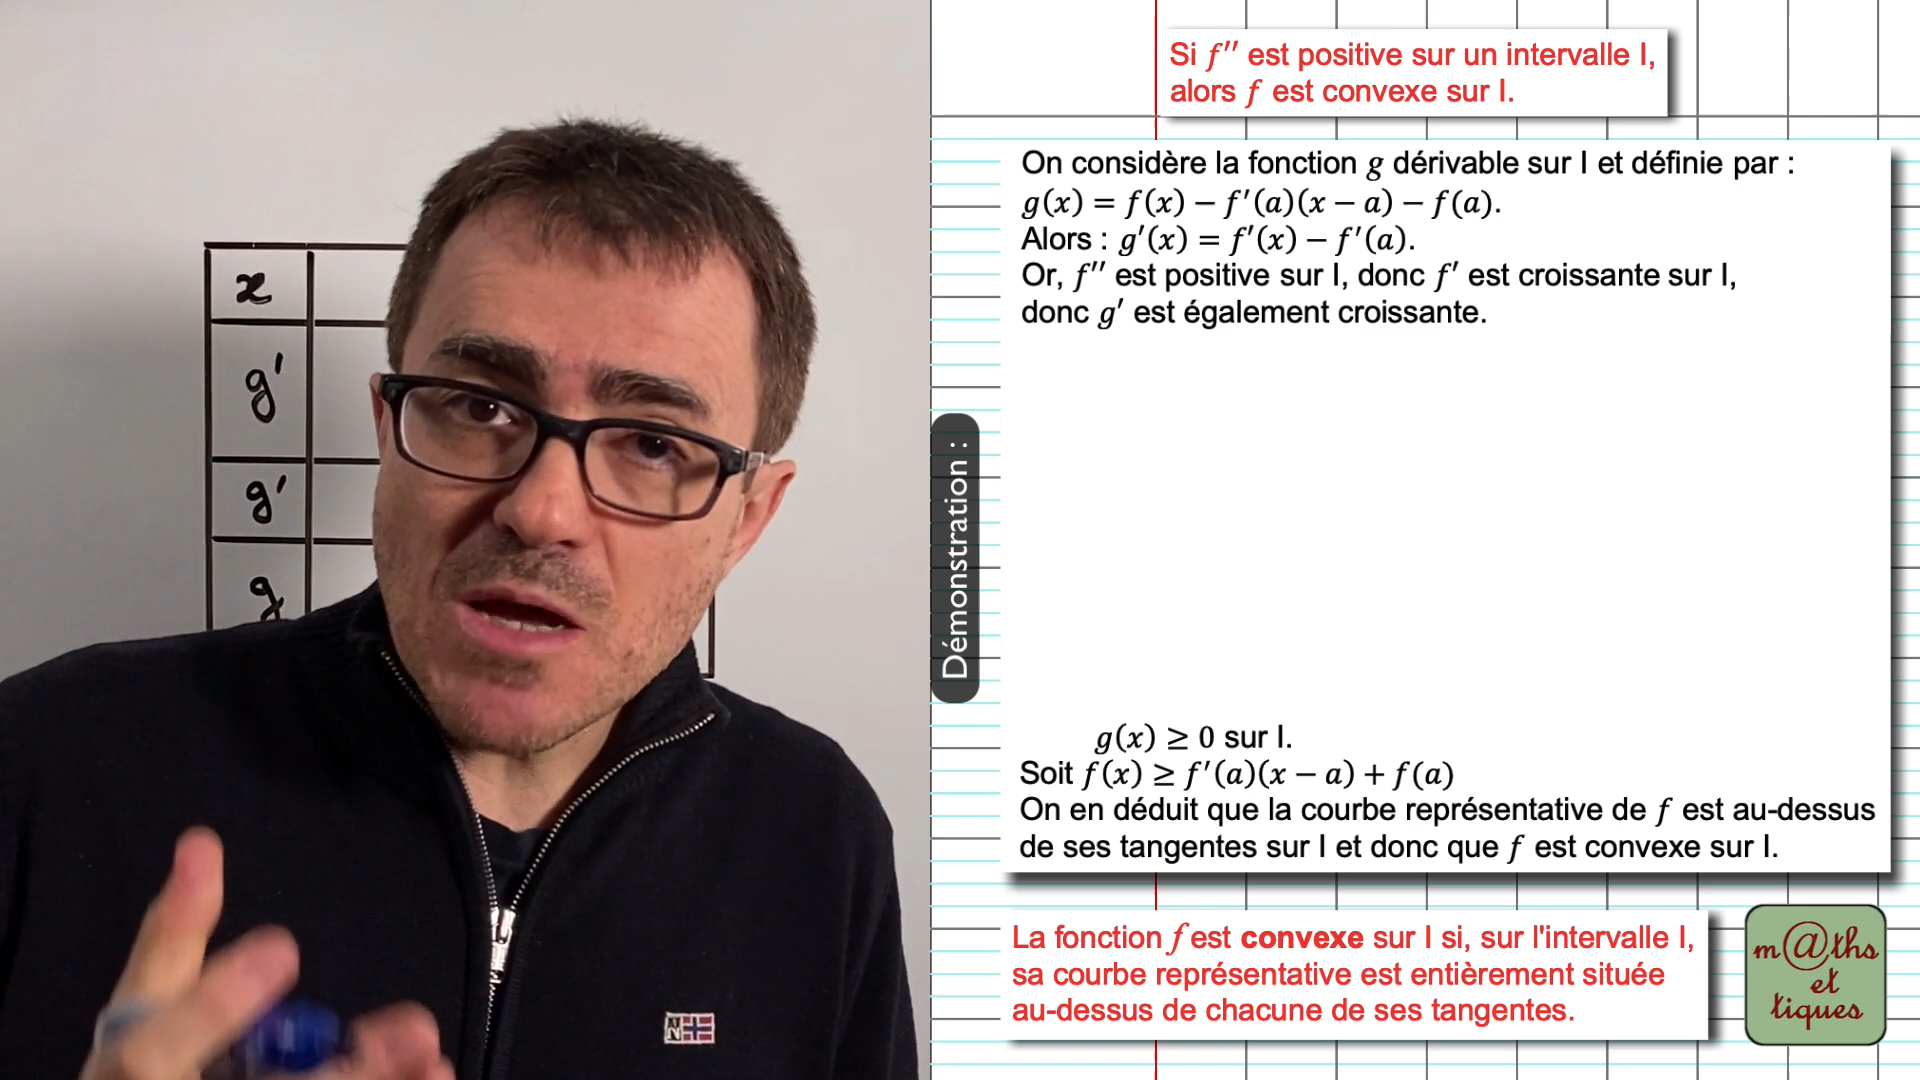 Si f″ est positive sur un intervalle I,
alors f est convexe sur I.
On considère la fonction g dérivable sur I et définie par :
g(x) = f(x) − f′(a)(x − a) − f(a).
Alors : g′(x) = f′(x) − f′(a).
Or, f″ est positive sur I, donc f′ est croissante sur I,
donc g′ est également croissante.
x
g'
g'
g
Démonstration :
g(x) ≥ 0 sur I.
Soit f(x) ≥ f′(a)(x − a) + f(a)
On en déduit que la courbe représentative de f est au-dessus
de ses tangentes sur I et donc que f est convexe sur I.
La fonction f est convexe sur I si, sur l'intervalle I,
sa courbe représentative est entièrement située
au-dessus de chacune de ses tangentes.
m@ths
et
tiques
N